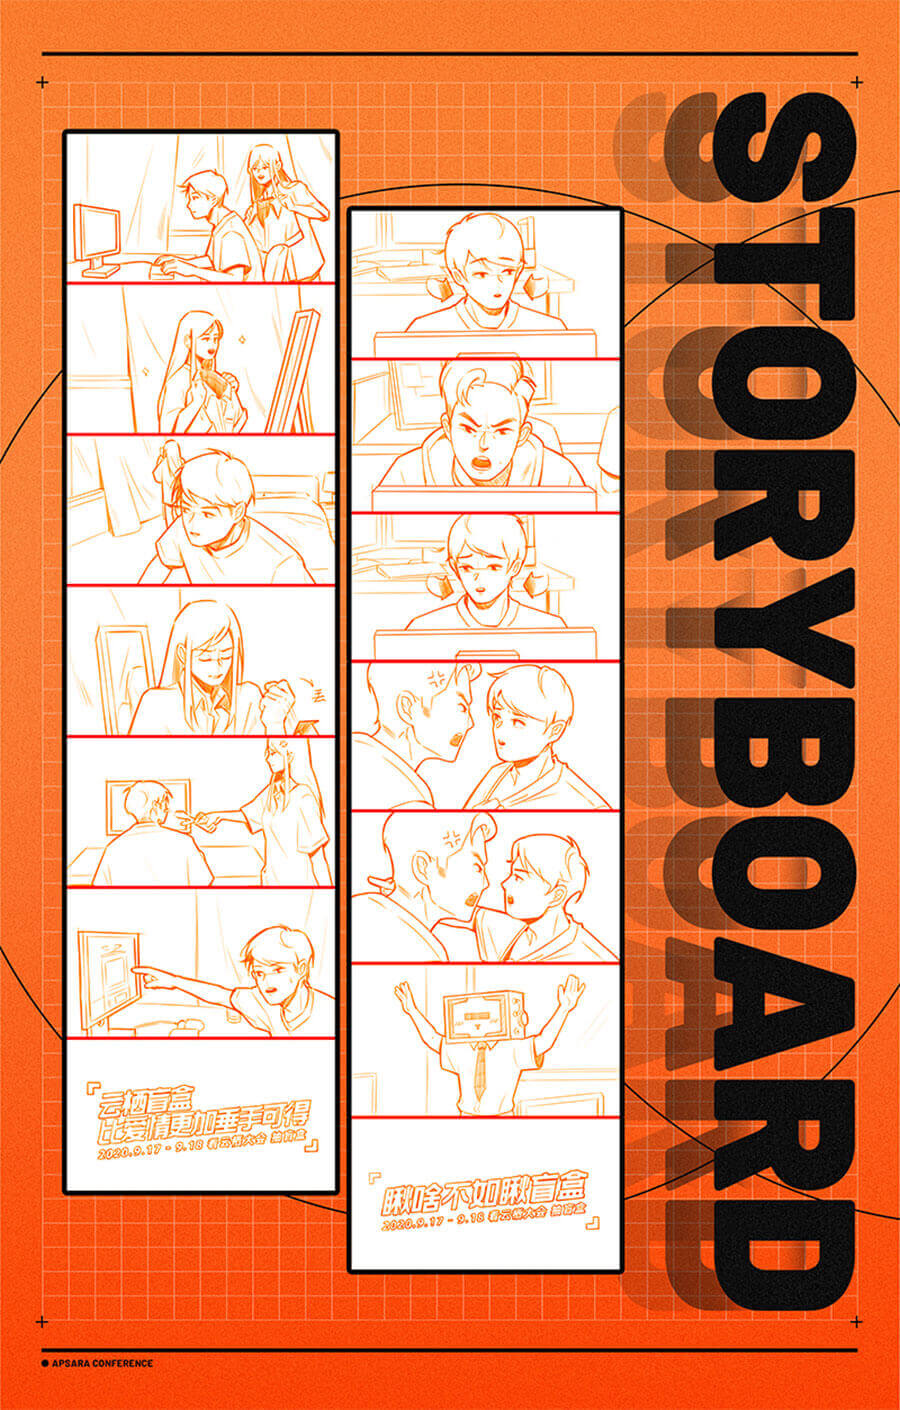 STORYBOARD
云栖盲盒
比爱情更加垂手可得
2020.9.17 - 9.18 看云栖大会 抽盲盒
瞅啥不如瞅盲盒
2020.9.17 - 9.18 看云栖大会 抽盲盒
APSARA CONFERENCE